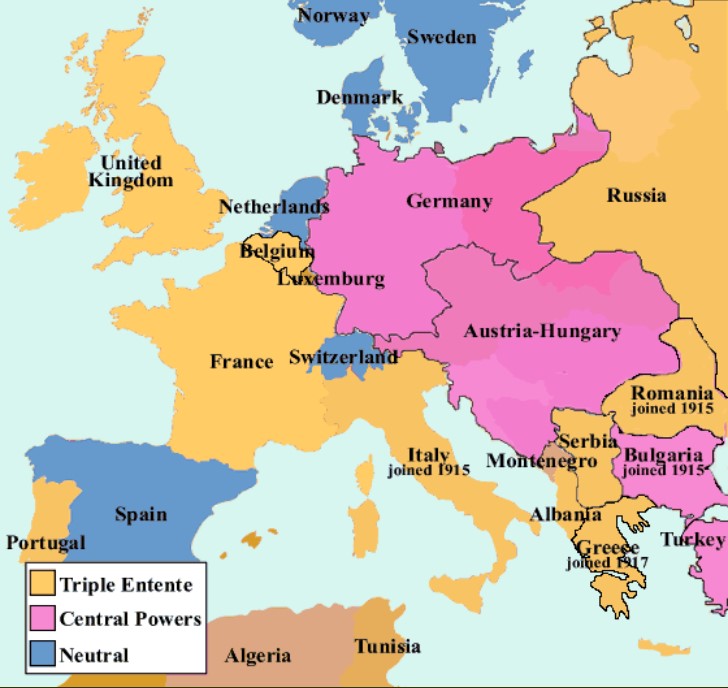 Norway
Sweden
Denmark
United
Kingdom
Netherlands
Germany
Russia
Belgium
Luxemburg
Austria-Hungary
France
Switzerland
Romania
joined 1915
Serbia
Italy
joined 1915
Montenegro
Bulgaria
joined 1915
Spain
Albania
Portugal
Greece
joined 1917
Turkey
Triple Entente
Central Powers
Neutral
Algeria
Tunisia